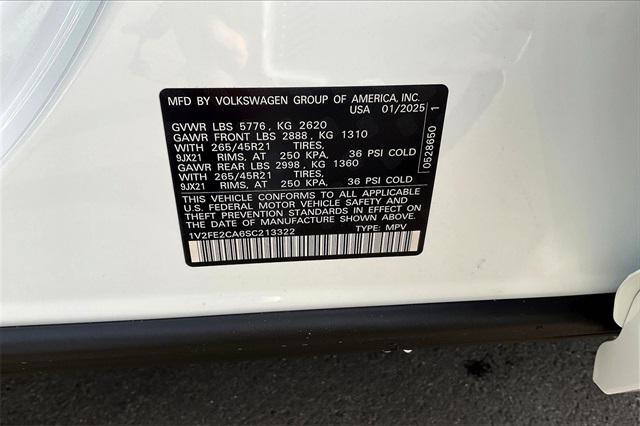 MFD BY VOLKSWAGEN GROUP OF AMERICA, INC.
USA 01/2025
GVWR LBS 5776, KG 2620
GAWR FRONT LBS 2888, KG 1310
WITH 265/45R21 TIRES,
9JX21 RIMS, AT 250 KPA, 36 PSI COLD
GAWR REAR LBS 2998, KG 1360
WITH 265/45R21 TIRES,
9JX21 RIMS, AT 250 KPA, 36 PSI COLD
THIS VEHICLE CONFORMS TO ALL APPLICABLE
U.S. FEDERAL MOTOR VEHICLE SAFETY AND
THEFT PREVENTION STANDARDS IN EFFECT ON
THE DATE OF MANUFACTURE SHOWN ABOVE.
1V2FE2CA6SC213322 TYPE: MPV
0528650 1